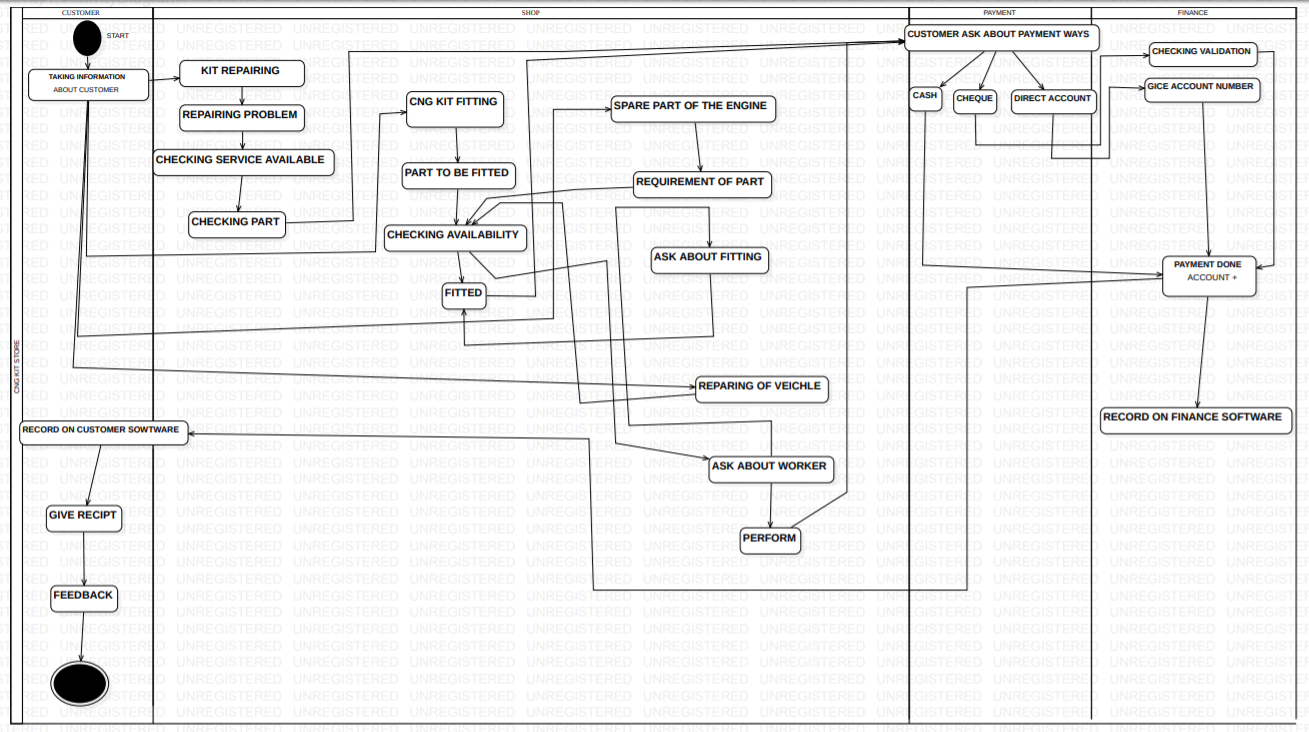 CUSTOMER
SHOP
PAYMENT
FINANCE
START
TAKING INFORMATION
ABOUT CUSTOMER
KIT REPAIRING
REPAIRING PROBLEM
CHECKING SERVICE AVAILABLE
CHECKING PART
CNG KIT FITTING
PART TO BE FITTED
CHECKING AVAILABILITY
FITTED
SPARE PART OF THE ENGINE
REQUIREMENT OF PART
ASK ABOUT FITTING
REPARING OF VEICHLE
ASK ABOUT WORKER
PERFORM
CUSTOMER ASK ABOUT PAYMENT WAYS
CASH
CHEQUE
DIRECT ACCOUNT
CHECKING VALIDATION
GICE ACCOUNT NUMBER
PAYMENT DONE
ACCOUNT +
RECORD ON FINANCE SOFTWARE
CNG KIT STORE
RECORD ON CUSTOMER SOWTWARE
GIVE RECIPT
FEEDBACK
UNREGISTERED